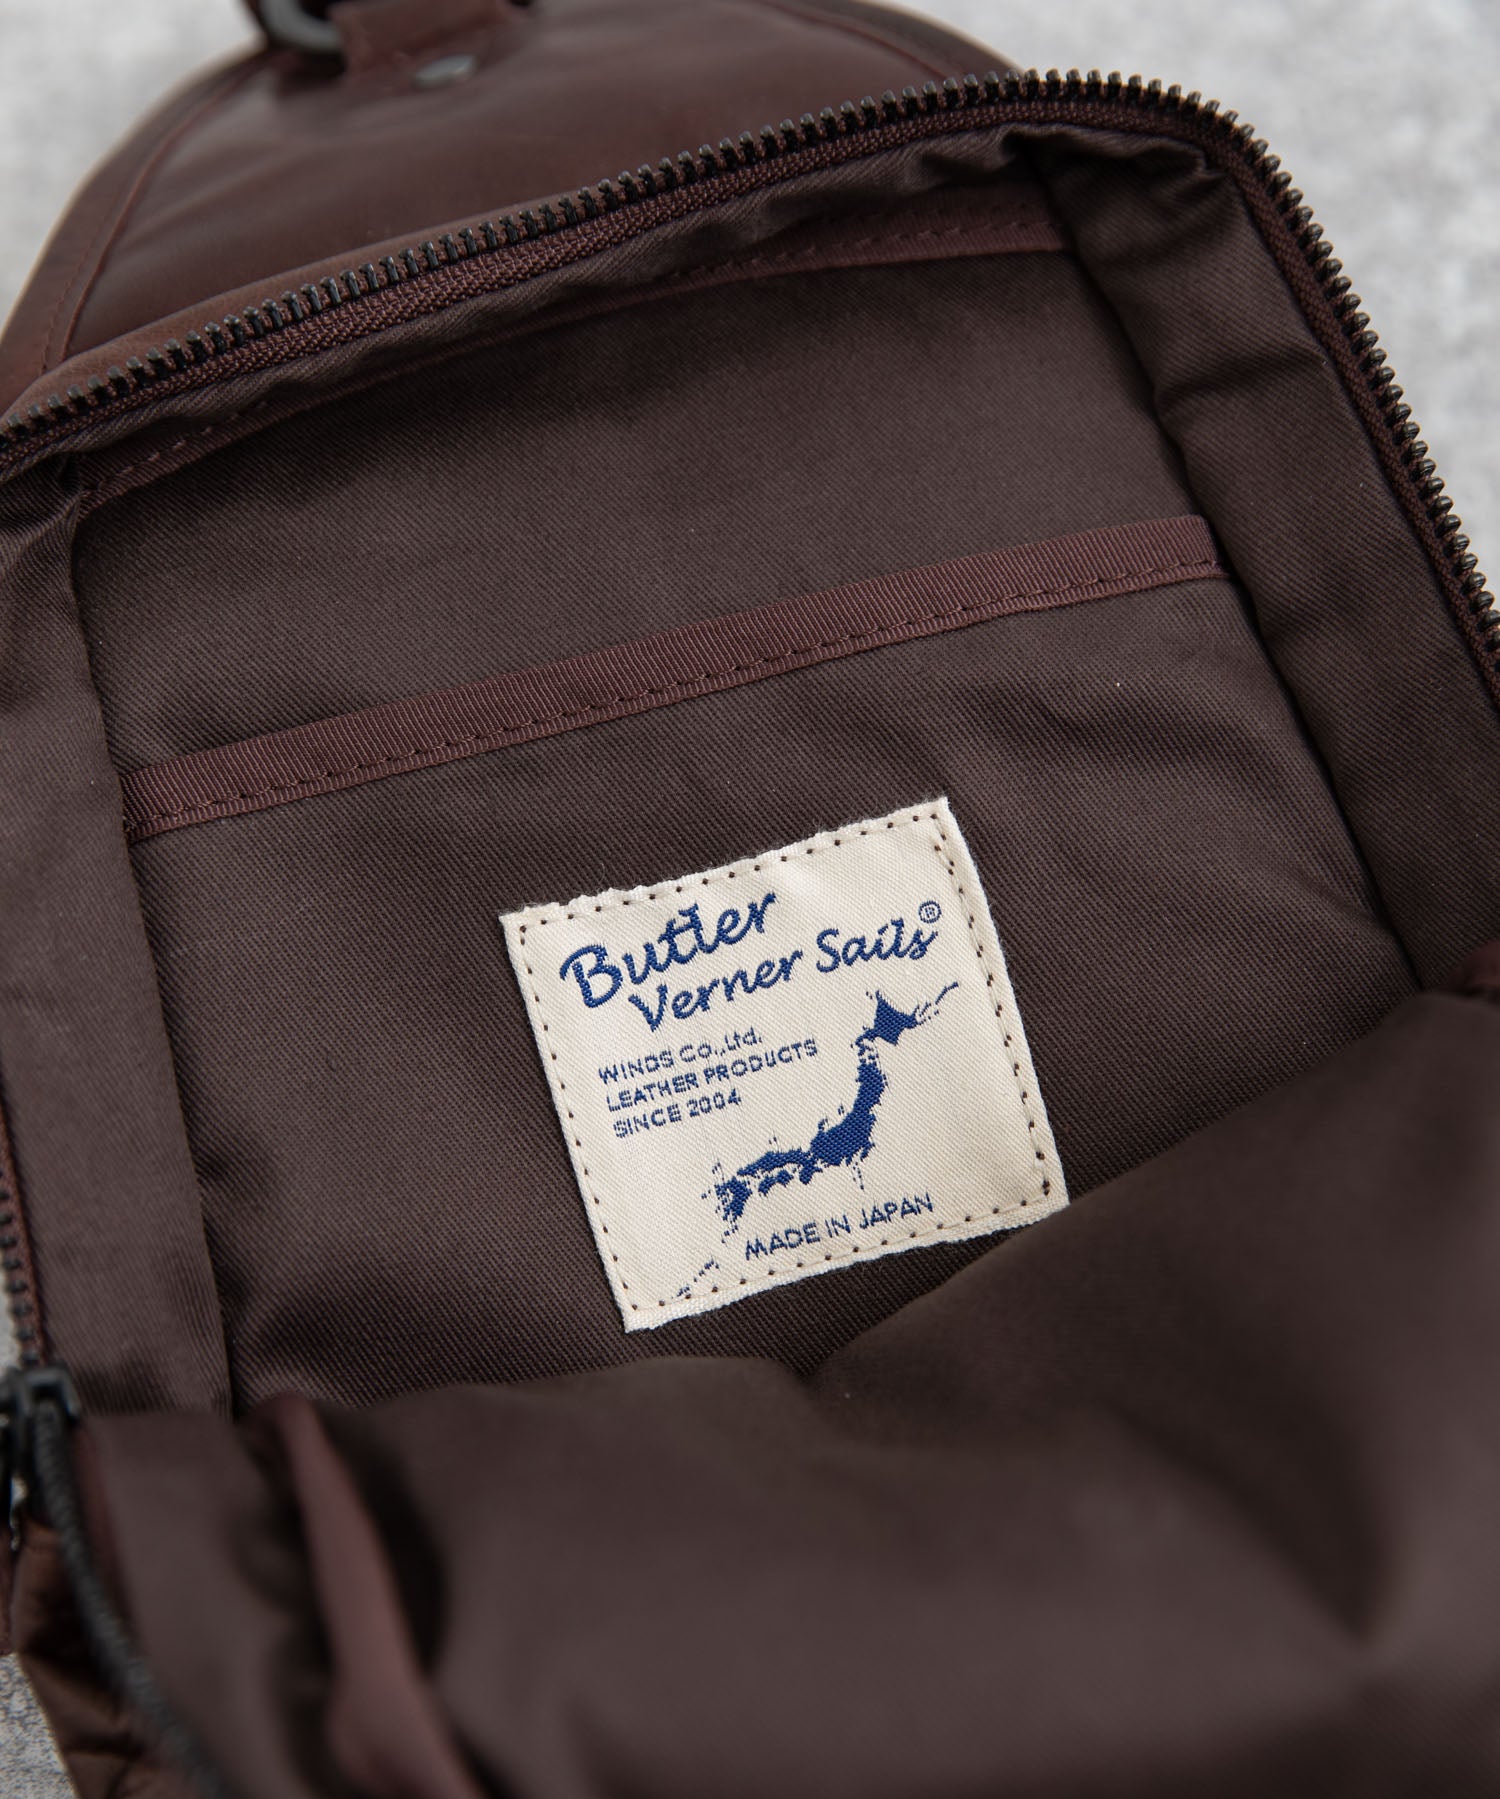 Butler
Verner Sails®
WINDS Co.,Ltd.
LEATHER PRODUCTS
SINCE 2004
MADE IN JAPAN